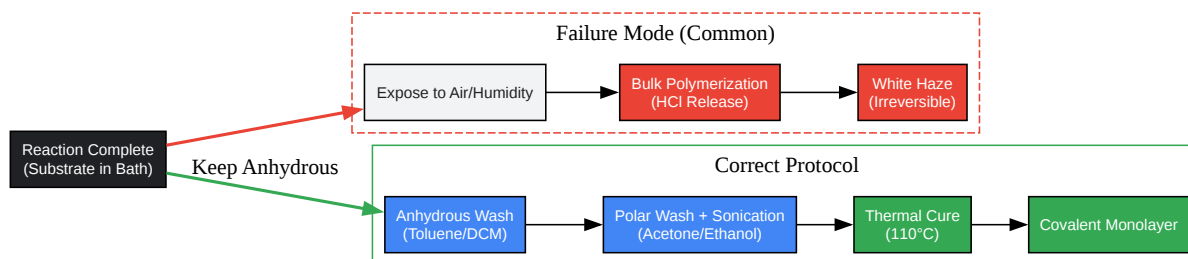 Failure Mode (Common)
Expose to Air/Humidity
Bulk Polymerization
(HCl Release)
White Haze
(Irreversible)
Reaction Complete
(Substrate in Bath)
Keep Anhydrous
Correct Protocol
Anhydrous Wash
(Toluene/DCM)
Polar Wash + Sonication
(Acetone/Ethanol)
Thermal Cure
(110°C)
Covalent Monolayer